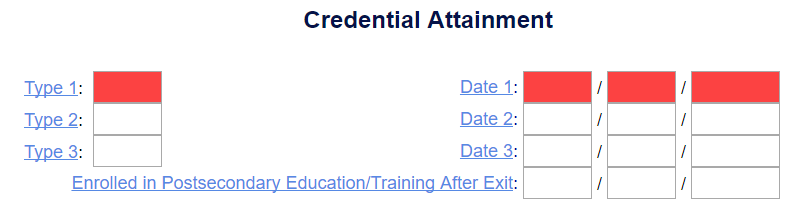 Credential Attainment
Type 1: Date 1: / /
Type 2: Date 2: / /
Type 3: Date 3: / /
Enrolled in Postsecondary Education/Training After Exit: / /